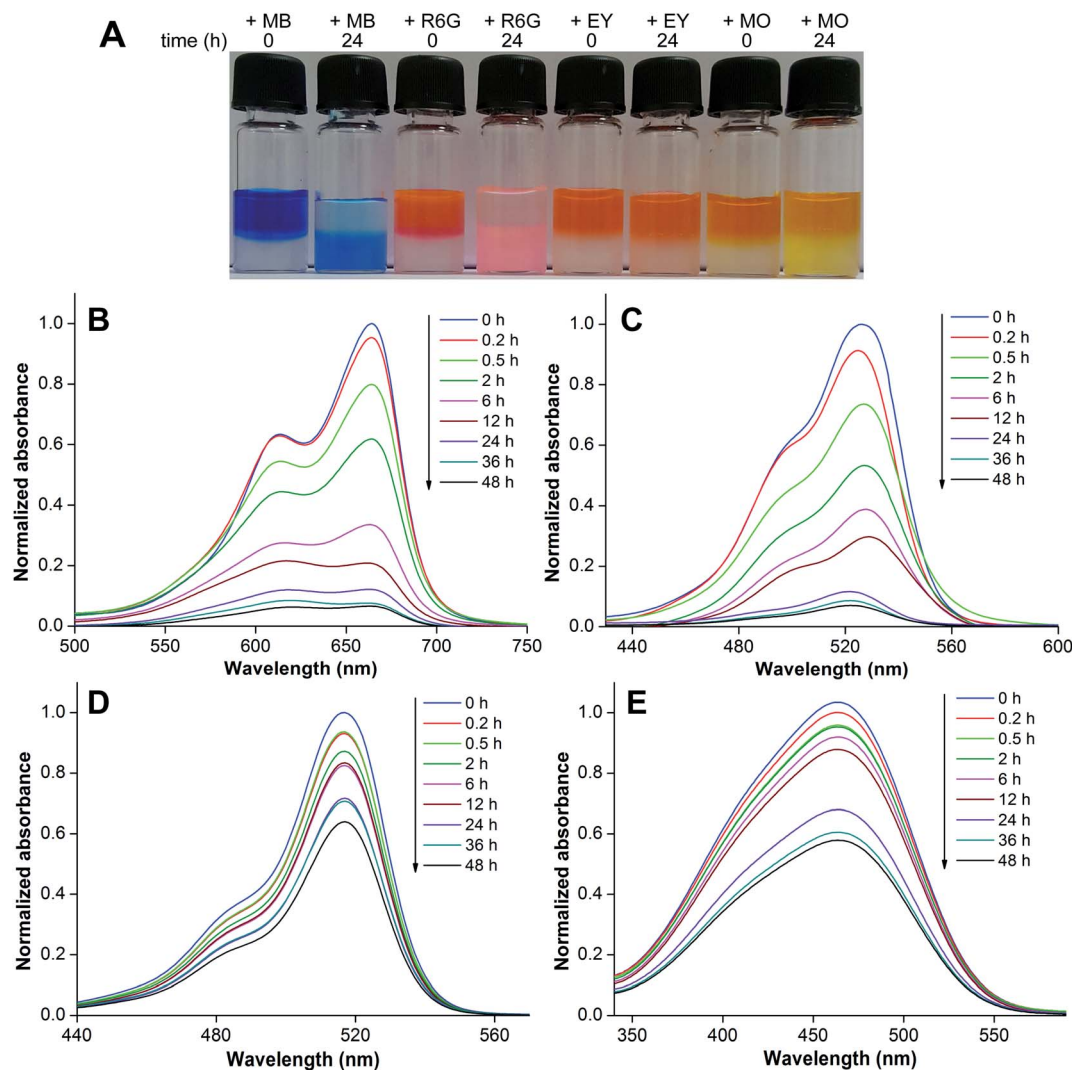 A
+ MB + MB + R6G + R6G + EY + EY + MO + MO
time (h) 0 24 0 24 0 24 0 24
B
Normalized absorbance
1.0
0.8
0.6
0.4
0.2
0.0
500 550 600 650 700 750
Wavelength (nm)
0 h
0.2 h
0.5 h
2 h
6 h
12 h
24 h
36 h
48 h
C
Normalized absorbance
1.0
0.8
0.6
0.4
0.2
0.0
440 480 520 560 600
Wavelength (nm)
0 h
0.2 h
0.5 h
2 h
6 h
12 h
24 h
36 h
48 h
D
Normalized absorbance
1.0
0.8
0.6
0.4
0.2
0.0
440 480 520 560
Wavelength (nm)
0 h
0.2 h
0.5 h
2 h
6 h
12 h
24 h
36 h
48 h
E
Normalized absorbance
1.0
0.8
0.6
0.4
0.2
0.0
350 400 450 500 550
Wavelength (nm)
0 h
0.2 h
0.5 h
2 h
6 h
12 h
24 h
36 h
48 h